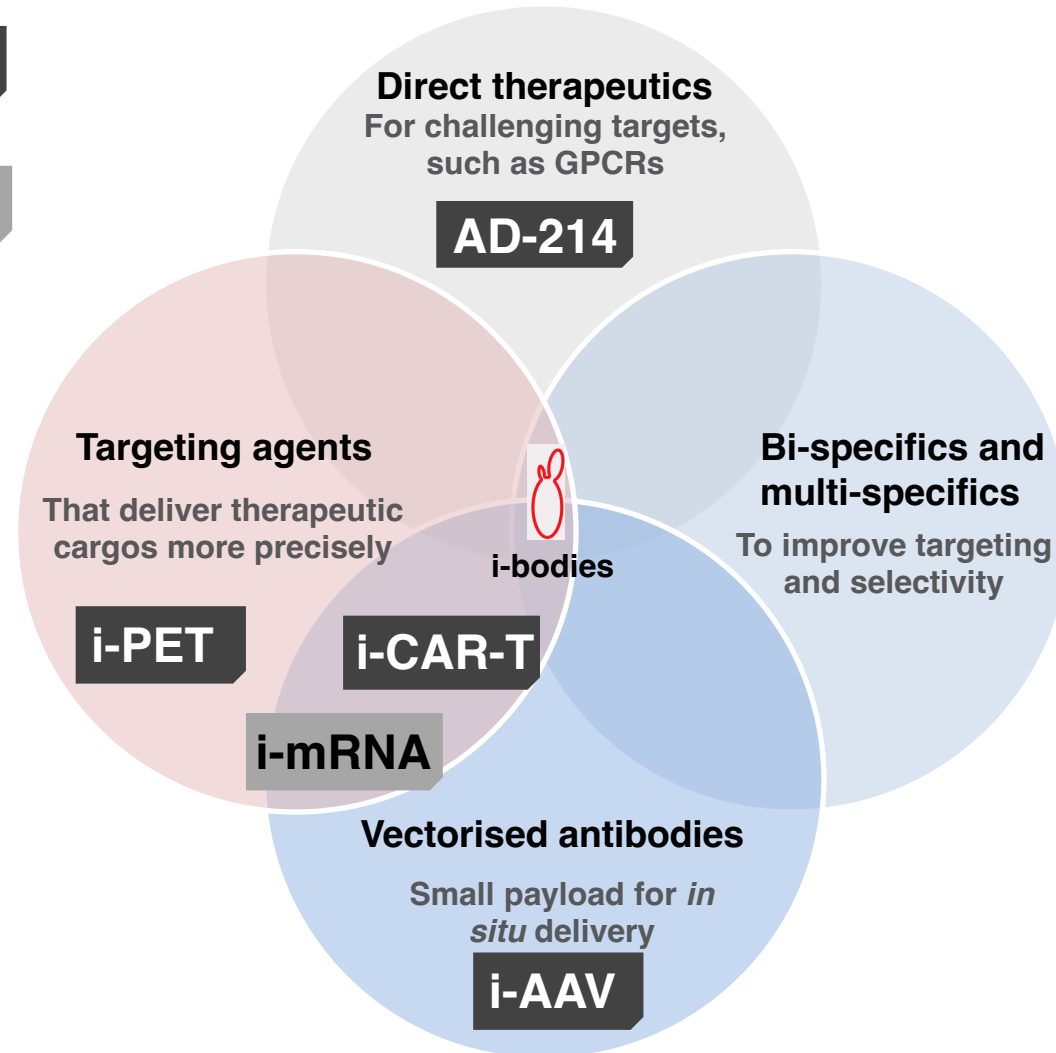 Direct therapeutics
For challenging targets,
such as GPCRs
AD-214
Targeting agents
That deliver therapeutic
cargos more precisely
i-PET
i-CAR-T
i-mRNA
i-bodies
Bi-specifics and
multi-specifics
To improve targeting
and selectivity
Vectorised antibodies
Small payload for in
situ delivery
i-AAV